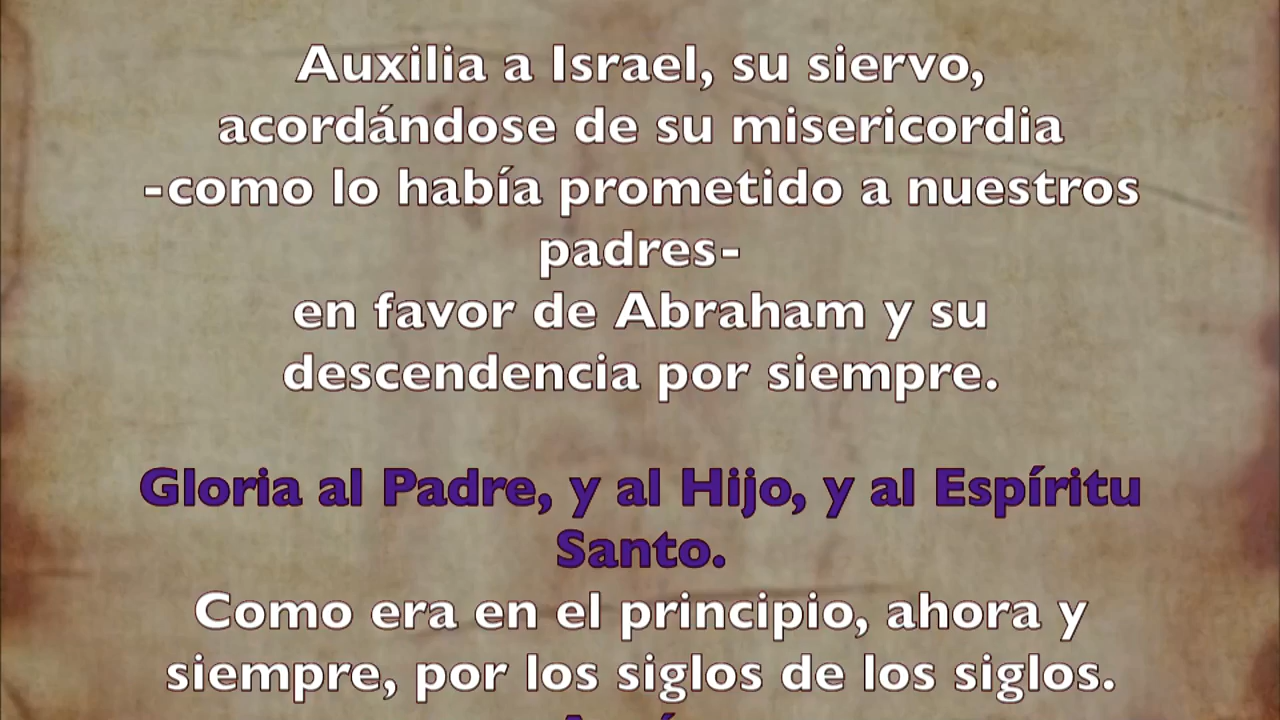 Auxilia a Israel, su siervo,
acordándose de su misericordia
-como lo había prometido a nuestros
padres-
en favor de Abraham y su
descendencia por siempre.
Gloria al Padre, y al Hijo, y al Espíritu
Santo.
Como era en el principio, ahora y
siempre, por los siglos de los siglos.